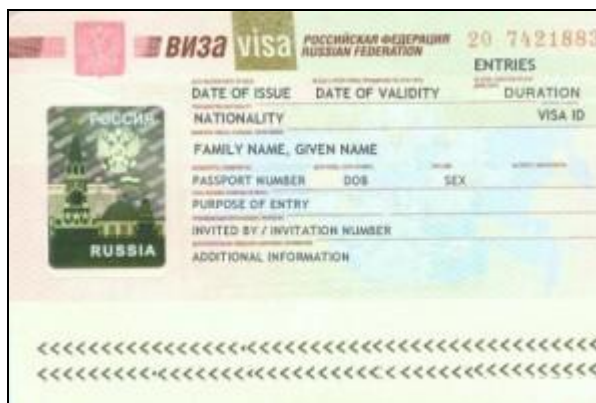 ВИЗА visa РОССИЙСКАЯ ФЕДЕРАЦИЯ
RUSSIAN FEDERATION
20 7421883
ENTRIES
DATE OF ISSUE DATE OF VALIDITY DURATION
NATIONALITY VISA ID
РОССИЯ
FAMILY NAME, GIVEN NAME
PASSPORT NUMBER DOB SEX
PURPOSE OF ENTRY
INVITED BY / INVITATION NUMBER
RUSSIA
ADDITIONAL INFORMATION